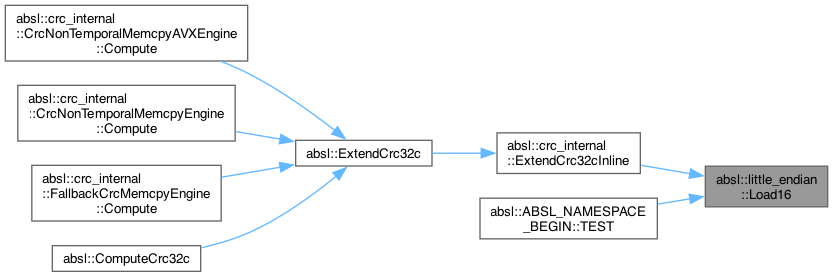 absl::crc_internal
::CrcNonTemporalMemcpyAVXEngine
::Compute
absl::crc_internal
::CrcNonTemporalMemcpyEngine
::Compute
absl::crc_internal
::FallbackCrcMemcpyEngine
::Compute
absl::ComputeCrc32c
absl::ExtendCrc32c
absl::crc_internal
::ExtendCrc32cInline
absl::ABSL_NAMESPACE
_BEGIN::TEST
absl::little_endian
::Load16